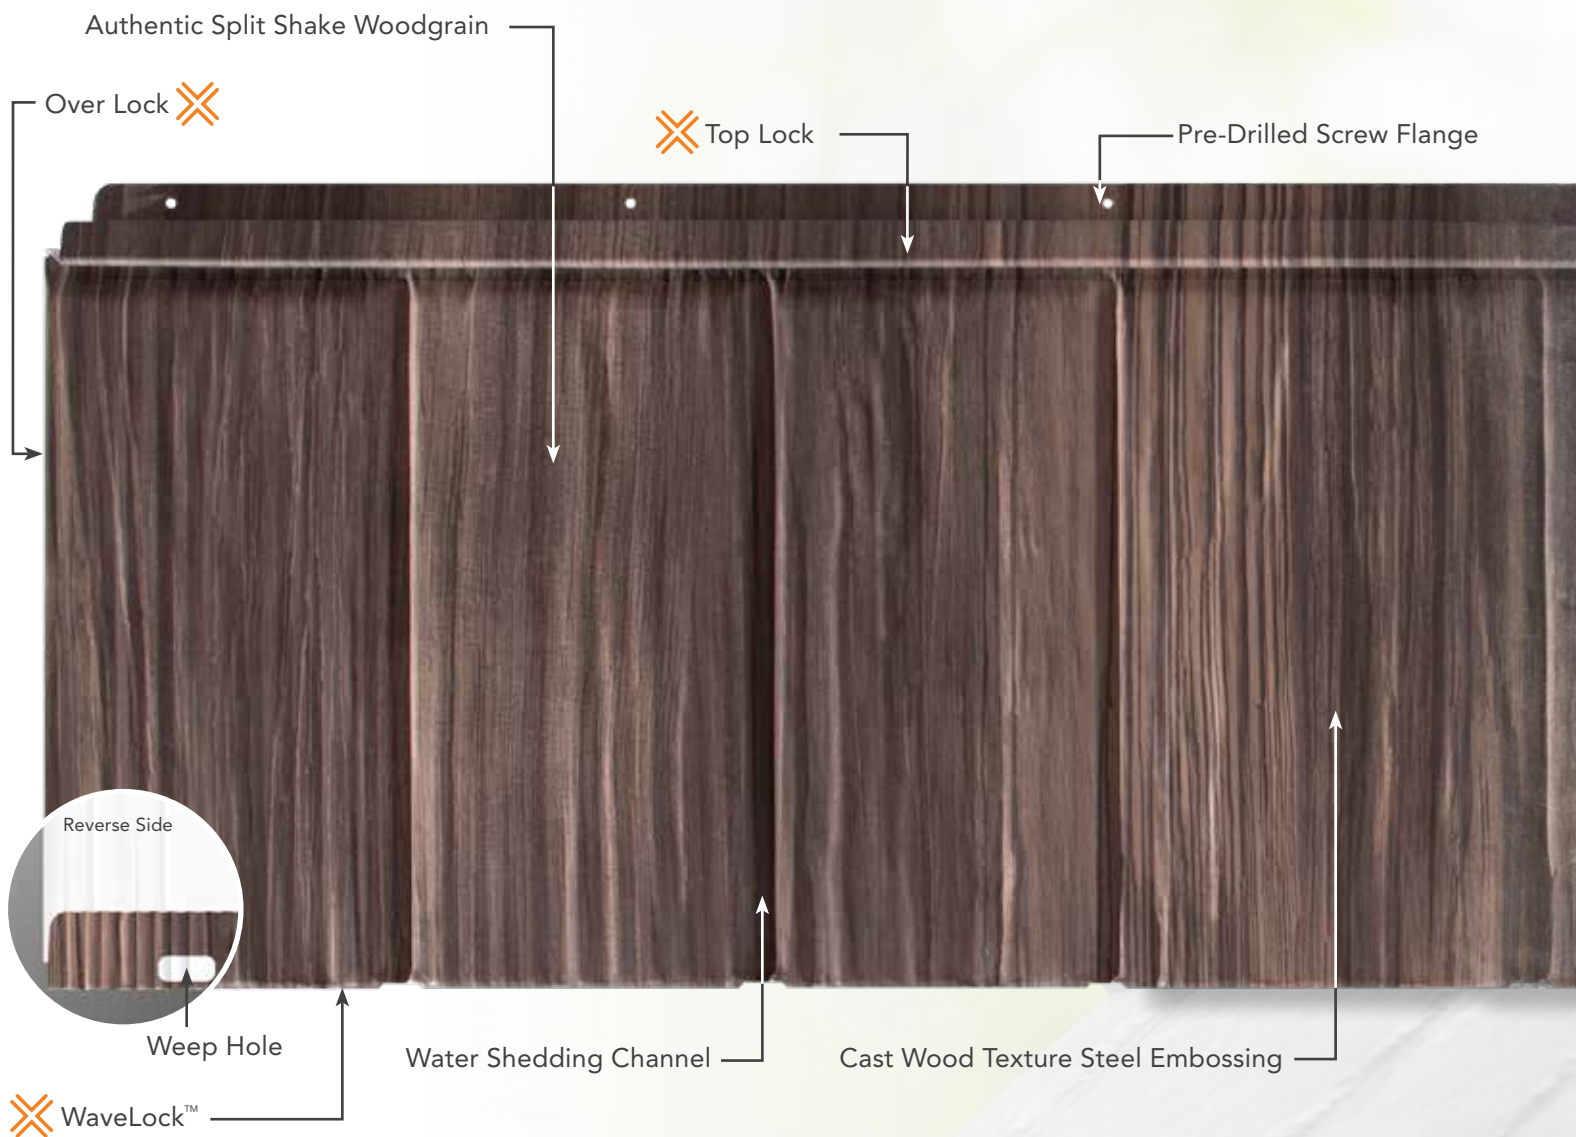 Authentic Split Shake Woodgrain
Over Lock
Top Lock
Pre-Drilled Screw Flange
Reverse Side
Weep Hole
Water Shedding Channel
Cast Wood Texture Steel Embossing
WaveLock™